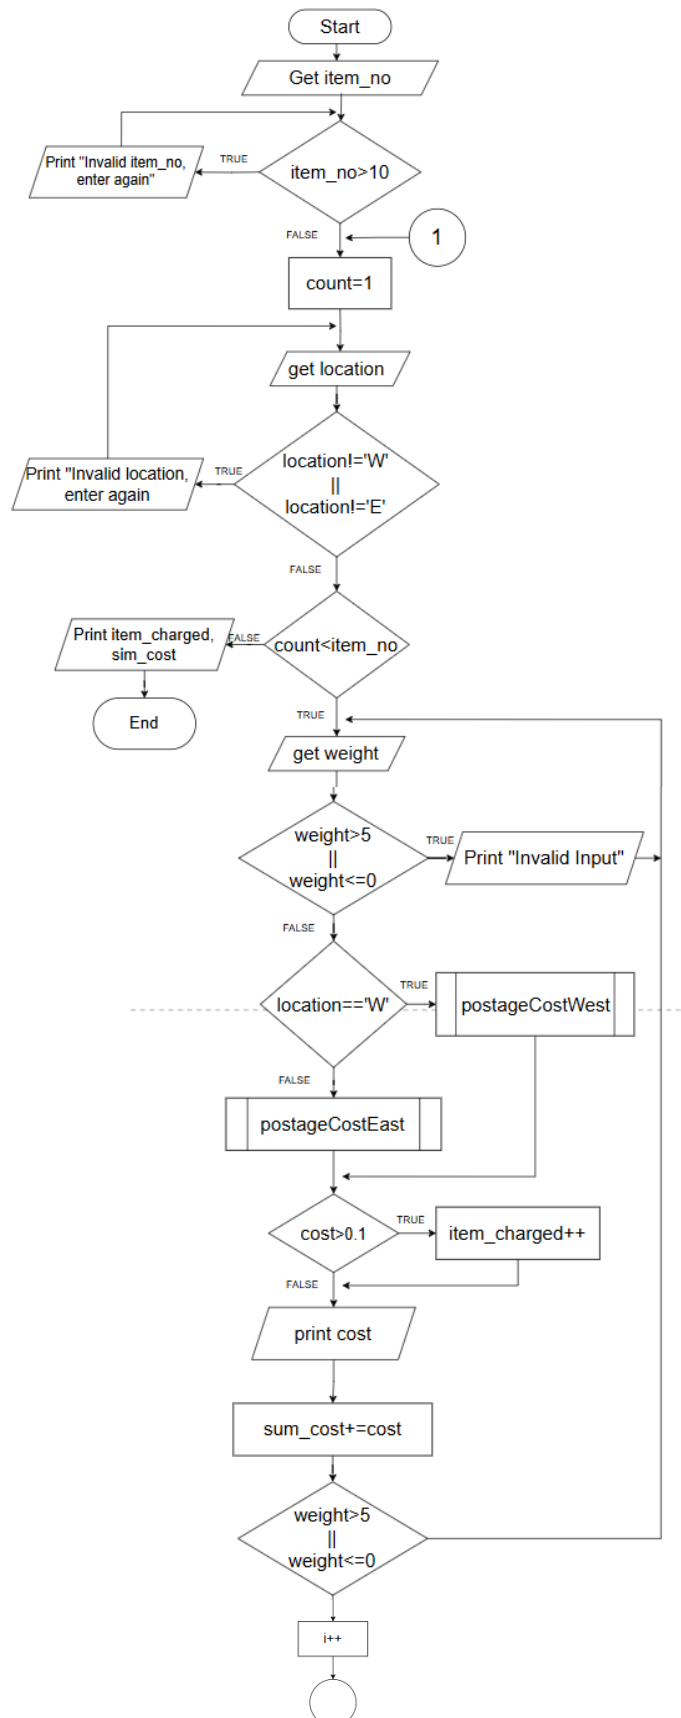 Start
Get item_no
Print "Invalid item_no,
enter again"
TRUE
item_no>10
FALSE
1
count=1
get location
Print "Invalid location,
enter again
TRUE
location!='W'
||
location!='E'
FALSE
Print item_charged,
sim_cost
FALSE
count<item_no
End
TRUE
get weight
weight>5
||
weight<=0
TRUE
Print "Invalid Input"
FALSE
location=='W'
TRUE
postageCostWest
FALSE
postageCostEast
cost>0.1
TRUE
item_charged++
FALSE
print cost
sum_cost+=cost
weight>5
||
weight<=0
i++